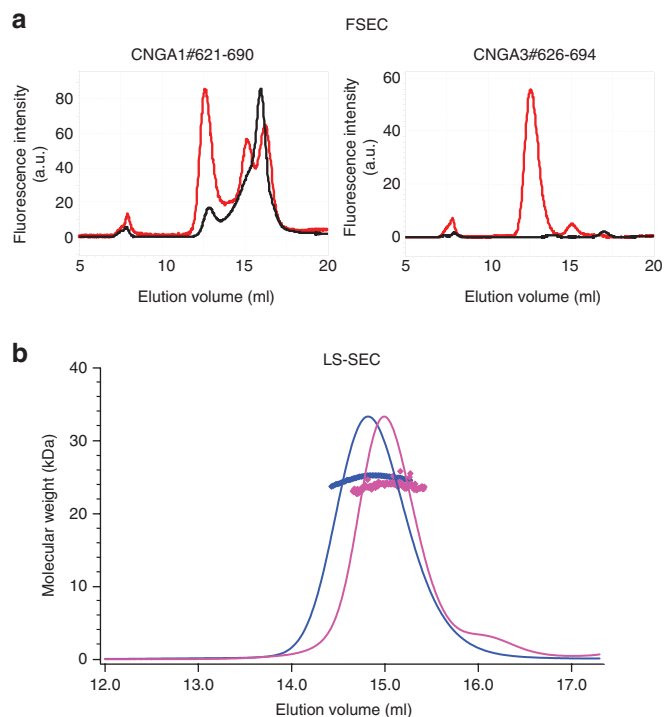 a
FSEC
CNGA1#621-690
Fluorescence intensity
(a.u.)
80
60
40
20
0
5
10
15
20
Elution volume (ml)
CNGA3#626-694
Fluorescence intensity
(a.u.)
60
40
20
0
5
10
15
20
Elution volume (ml)
b
LS-SEC
Molecular weight (kDa)
40
30
20
10
0
12.0
13.0
14.0
15.0
16.0
17.0
Elution volume (ml)